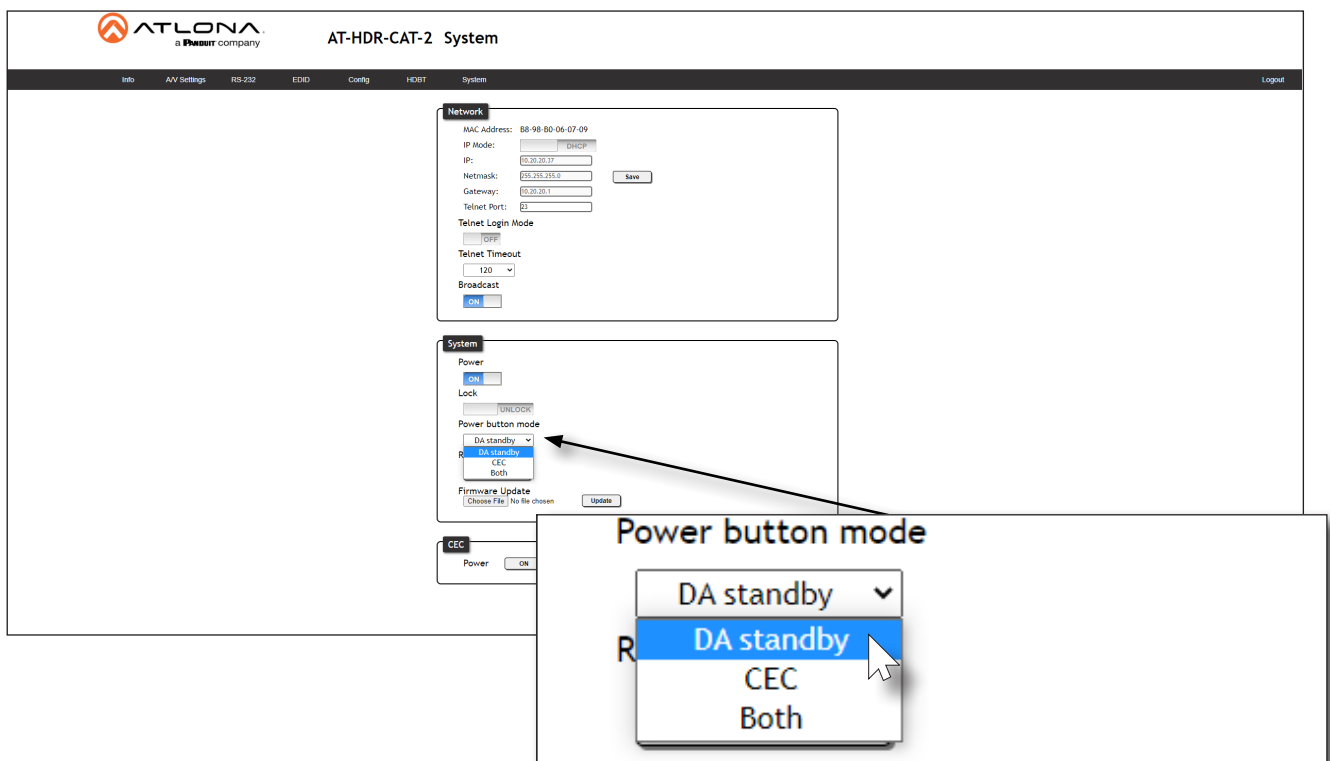 ATLONA.
a PANDUIT company
AT-HDR-CAT-2 System
Info A/V Settings RS-232 EDID Config HDBT System Logout
Network
MAC Address: B8-98-B0-06-07-09
IP Mode: DHCP
IP: 10.20.20.37
Netmask: 255.255.255.0 Save
Gateway: 10.20.20.1
Telnet Port: 23
Telnet Login Mode
OFF
Telnet Timeout
120
Broadcast
ON
System
Power
ON
Lock
UNLOCK
Power button mode
DA standby
R
DA standby
CEC
Both
Firmware Update
Choose File No file chosen Update
CEC
Power ON
Power button mode
DA standby
R
DA standby
CEC
Both